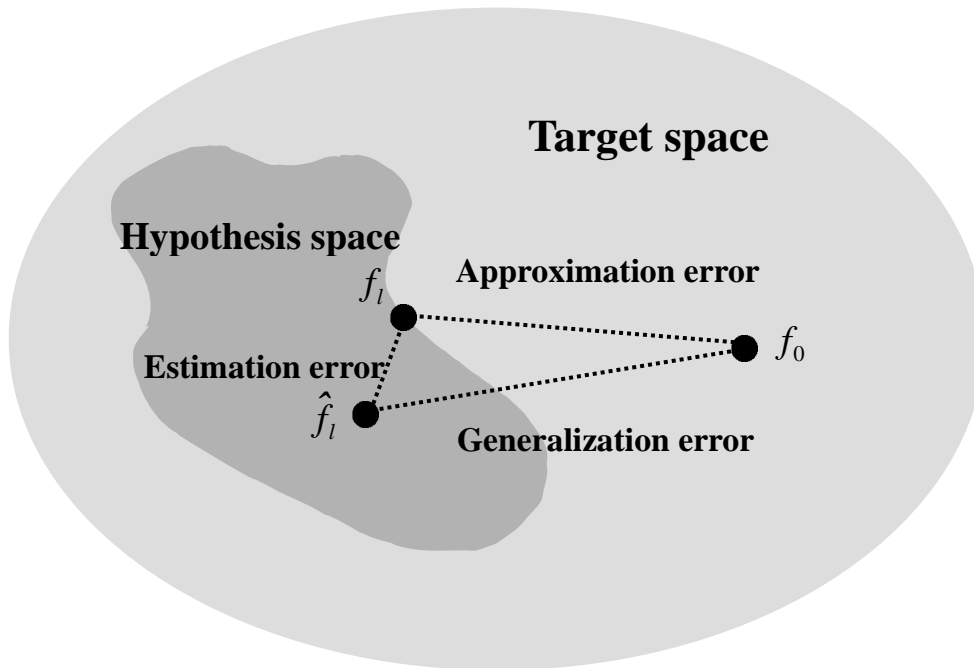 Target space
Hypothesis space
Approximation error
f_l
f_0
Estimation error
f̂_l
Generalization error